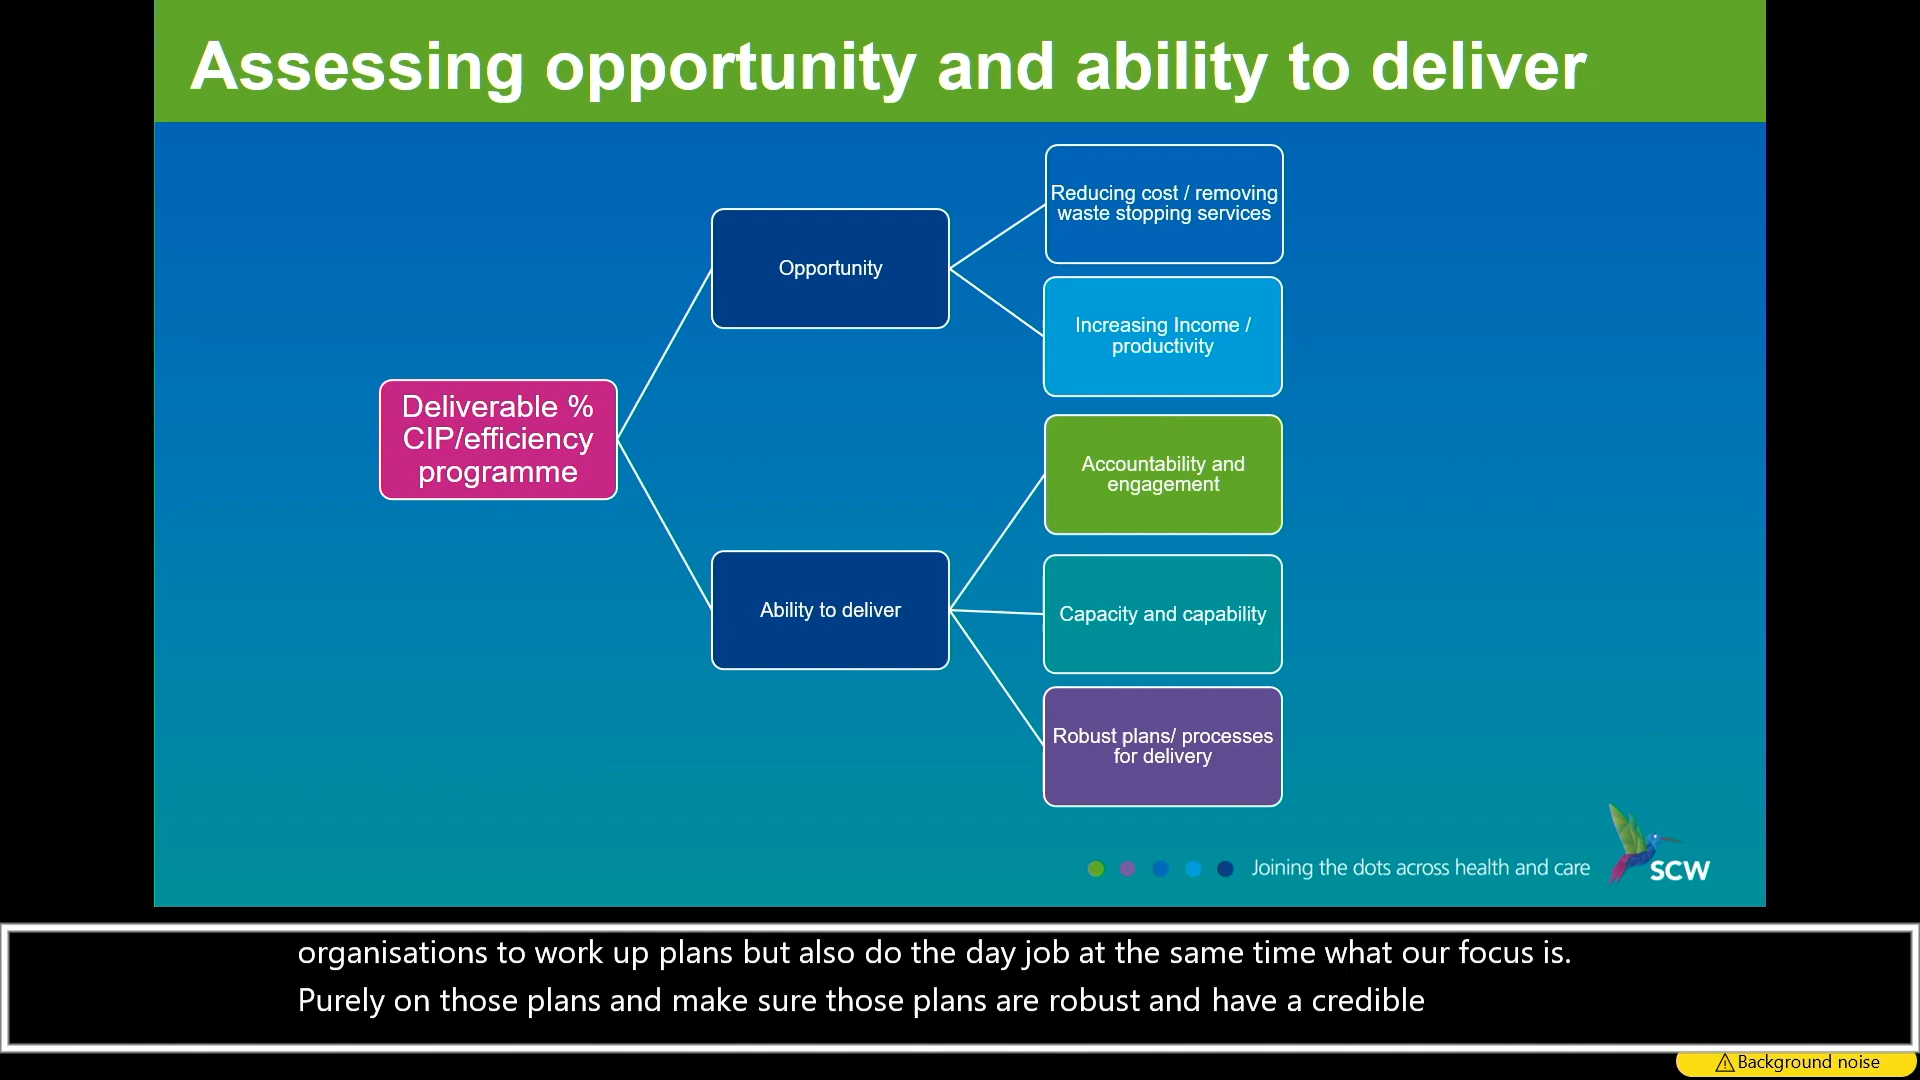 Assessing opportunity and ability to deliver
Reducing cost / removing
waste stopping services
Opportunity
Increasing Income /
productivity
Deliverable %
CIP/efficiency
programme
Accountability and
engagement
Ability to deliver
Capacity and capability
Robust plans/ processes
for delivery
Joining the dots across health and care
SCW
organisations to work up plans but also do the day job at the same time what our focus is.
Purely on those plans and make sure those plans are robust and have a credible
Background noise